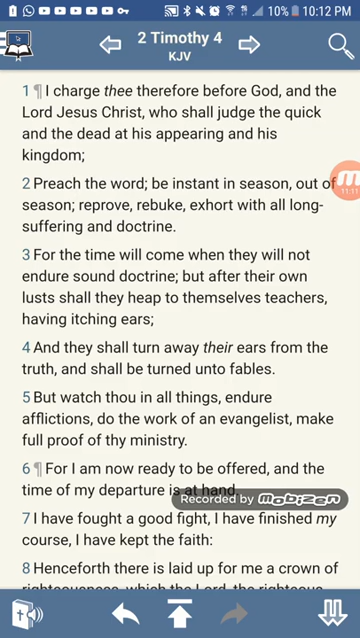 10% 10:12 PM
2 Timothy 4
KJV
1 ¶ I charge thee therefore before God, and the
Lord Jesus Christ, who shall judge the quick
and the dead at his appearing and his
kingdom;
2 Preach the word; be instant in season, out of
season; reprove, rebuke, exhort with all long-
suffering and doctrine.
11:11
3 For the time will come when they will not
endure sound doctrine; but after their own
lusts shall they heap to themselves teachers,
having itching ears;
4 And they shall turn away their ears from the
truth, and shall be turned unto fables.
5 But watch thou in all things, endure
afflictions, do the work of an evangelist, make
full proof of thy ministry.
6 ¶ For I am now ready to be offered, and the
time of my departure is at hand.
Recorded by mobizen
7 I have fought a good fight, I have finished my
course, I have kept the faith:
8 Henceforth there is laid up for me a crown of
righteousness, which the Lord, the righteous